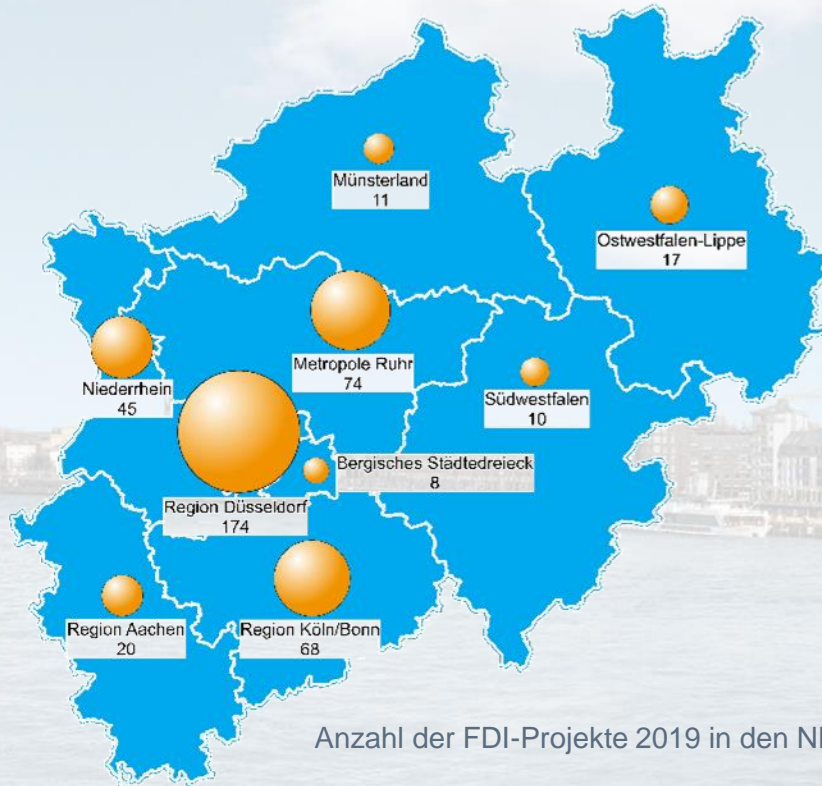 Münsterland
11
Ostwestfalen-Lippe
17
Metropole Ruhr
74
Niederrhein
45
Südwestfalen
10
Bergisches Städtedreieck
8
Region Düsseldorf
174
Region Aachen
20
Region Köln/Bonn
68
Anzahl der FDI-Projekte 2019 in den